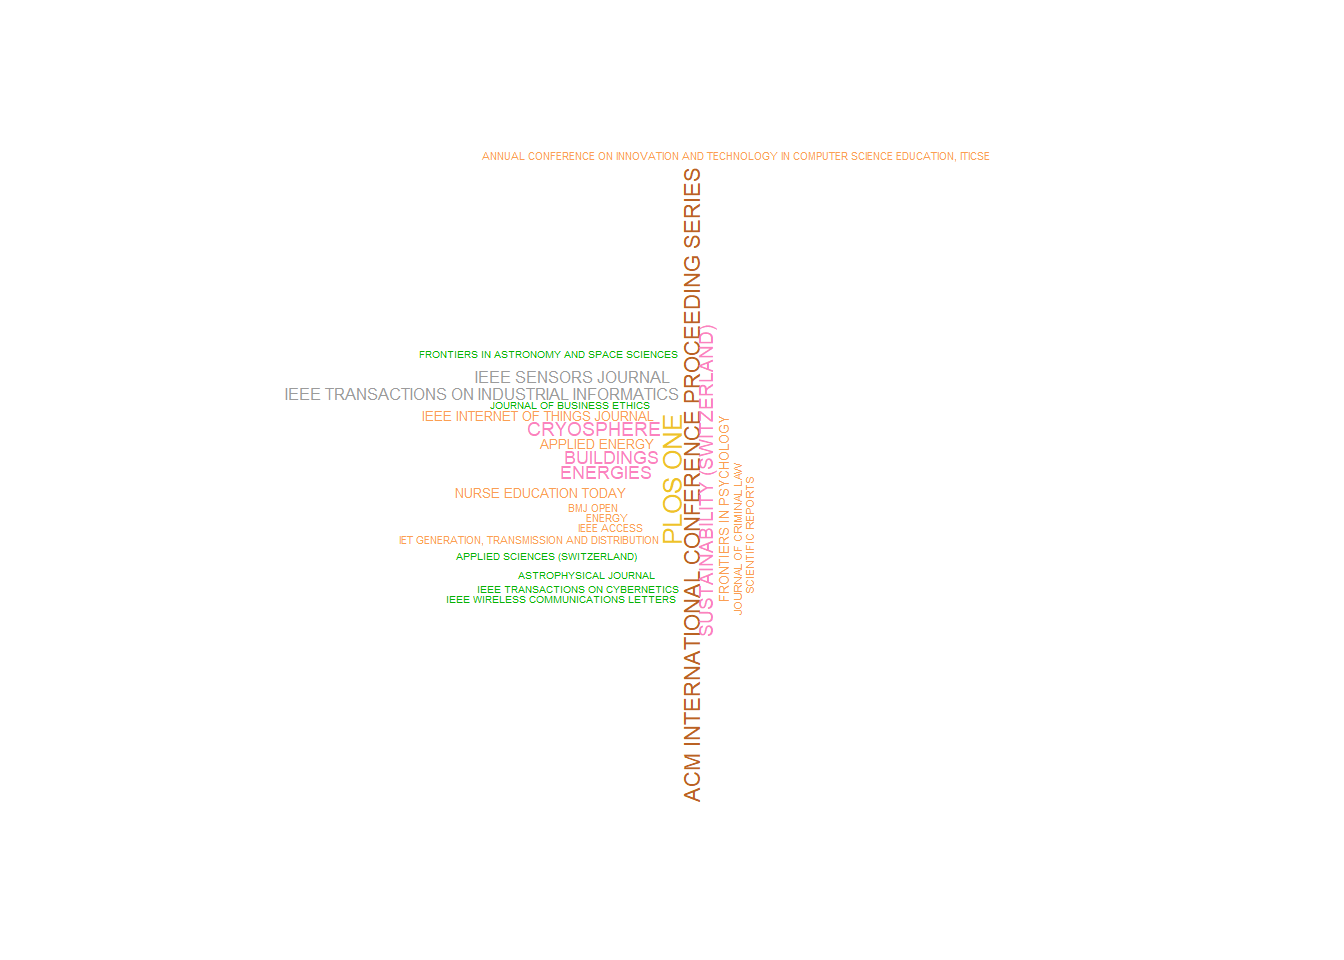 ANNUAL CONFERENCE ON INNOVATION AND TECHNOLOGY IN COMPUTER SCIENCE EDUCATION, ITICSE
FRONTIERS IN ASTRONOMY AND SPACE SCIENCES
IEEE SENSORS JOURNAL
IEEE TRANSACTIONS ON INDUSTRIAL INFORMATICS
JOURNAL OF BUSINESS ETHICS
IEEE INTERNET OF THINGS JOURNAL
CRYOSPHERE
APPLIED ENERGY
BUILDINGS
ENERGIES
NURSE EDUCATION TODAY
BMJ OPEN
ENERGY
IEEE ACCESS
IET GENERATION, TRANSMISSION AND DISTRIBUTION
APPLIED SCIENCES (SWITZERLAND)
ASTROPHYSICAL JOURNAL
IEEE TRANSACTIONS ON CYBERNETICS
IEEE WIRELESS COMMUNICATIONS LETTERS
PLOS ONE
ACM INTERNATIONAL CONFERENCE PROCEEDING SERIES
SUSTAINABILITY (SWITZERLAND)
FRONTIERS IN PSYCHOLOGY
JOURNAL OF CRIMINAL LAW
SCIENTIFIC REPORTS